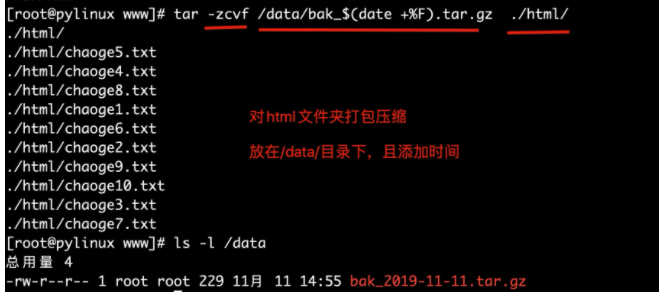 [root@pylinux www]# tar -zcvf /data/bak_$(date +%F).tar.gz ./html/
./html/
./html/chaoge5.txt
./html/chaoge4.txt
./html/chaoge8.txt
./html/chaoge1.txt
./html/chaoge6.txt
对html文件夹打包压缩
./html/chaoge2.txt
./html/chaoge9.txt
放在/data/目录下，且添加时间
./html/chaoge10.txt
./html/chaoge3.txt
./html/chaoge7.txt
[root@pylinux www]# ls -l /data
总用量 4
-rw-r--r-- 1 root root 229 11月 11 14:55 bak_2019-11-11.tar.gz